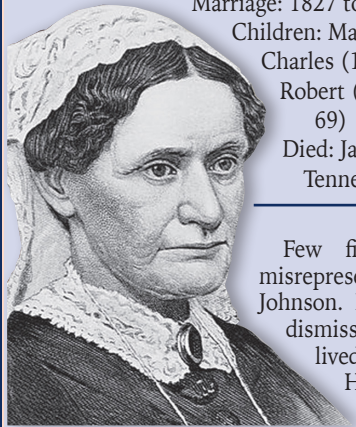 Marriage: 1827 to
Children: Ma
Charles (1
Robert (
69)
Died: Ja
Tenne
Few fi
misrepres
Johnson.
dismiss
lived
H